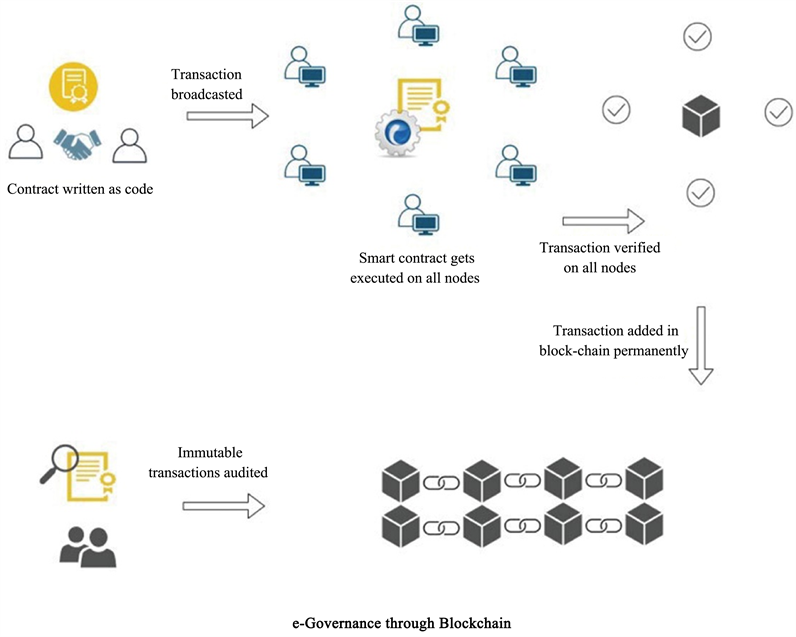 Transaction
broadcasted
Contract written as code
Smart contract gets
executed on all nodes
Transaction verified
on all nodes
Transaction added in
block-chain permanently
Immutable
transactions audited
e-Governance through Blockchain